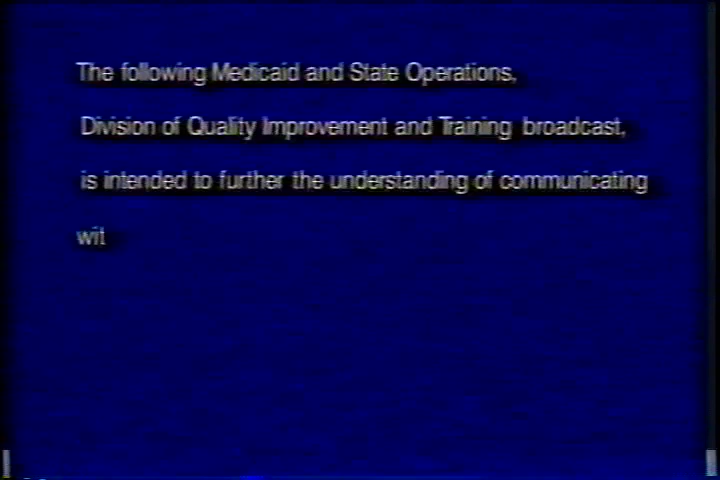 The following Medicaid and State Operations,
Division of Quality Improvement and Training broadcast,
is intended to further the understanding of communicating
wit